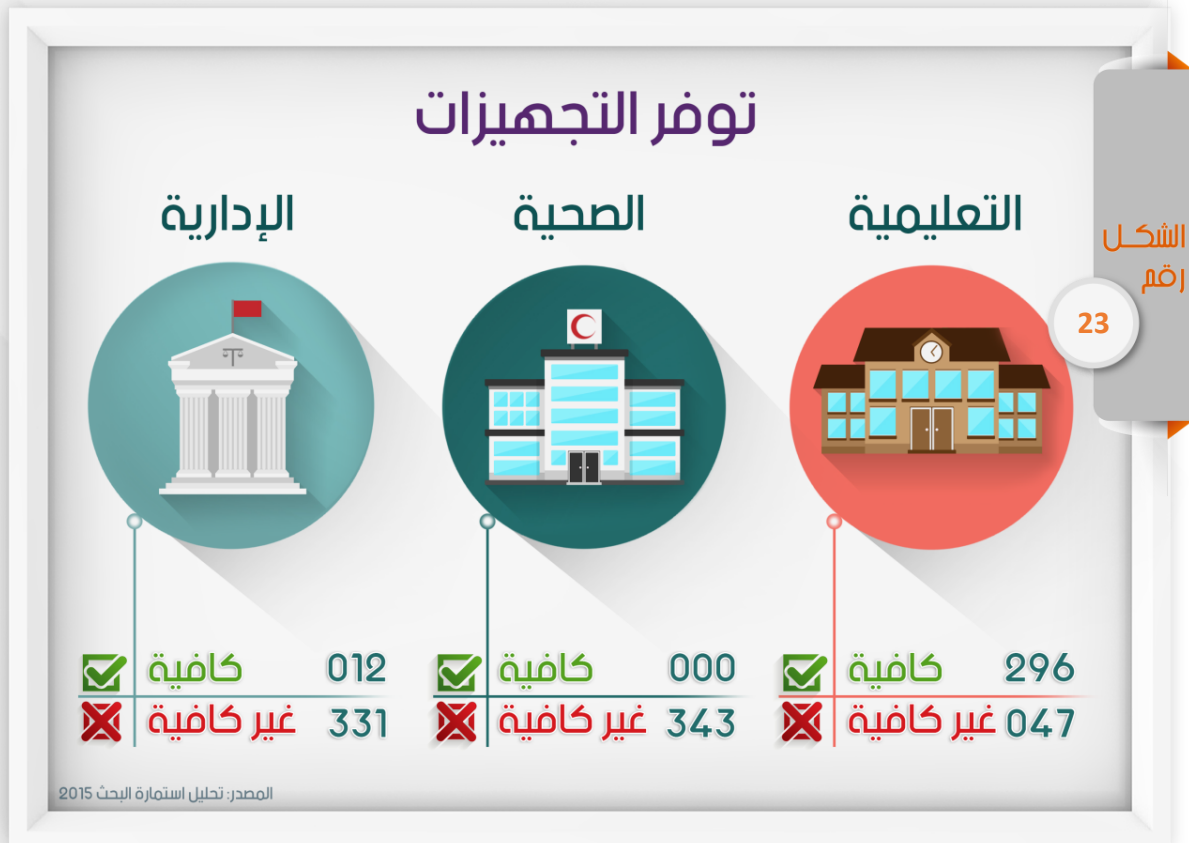 توفر التجهيزات
الشكـل
رقم
23
التعليمية
الصحية
الإدارية
296 كافية
047 غير كافية
000 كافية
343 غير كافية
012 كافية
331 غير كافية
المصدر: تحليل استمارة البحث 2015